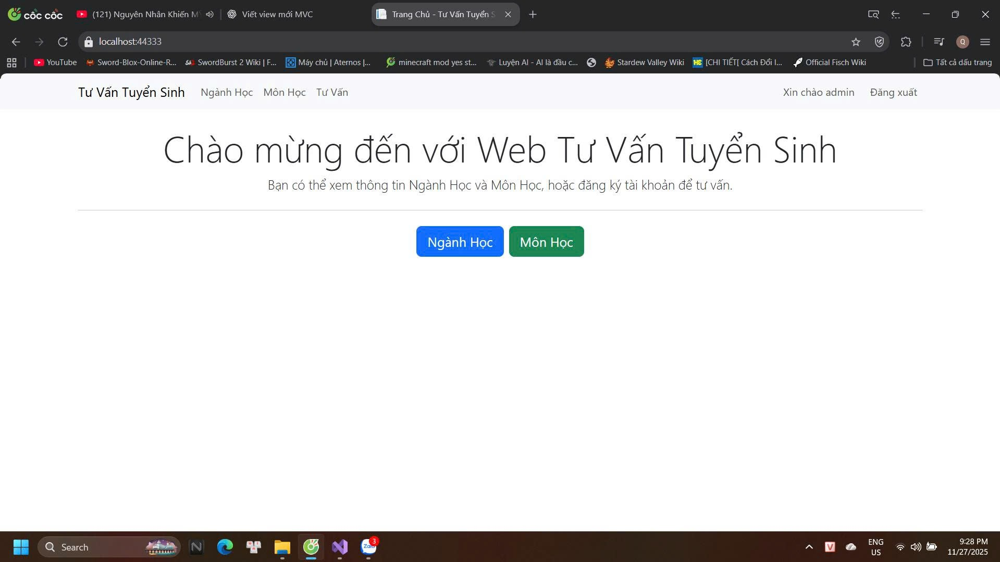 cốc cốc
(121) Nguyên Nhân Khiến M
Viết view mới MVC
Trang Chủ - Tư Vấn Tuyển S
localhost:44333
Q
YouTube
Sword-Blox-Online-R...
SwordBurst 2 Wiki | F...
Máy chủ | Aternos |...
minecraft mod yes st...
Luyện AI - AI là đầu c...
Stardew Valley Wiki
HC
[CHI TIẾT[ Cách Đổi I...
Official Fisch Wiki
Tất cả dấu trang
Tư Vấn Tuyển Sinh
Ngành Học
Môn Học
Tư Vấn
Xin chào admin
Đăng xuất
Chào mừng đến với Web Tư Vấn Tuyển Sinh
Bạn có thể xem thông tin Ngành Học và Môn Học, hoặc đăng ký tài khoản để tư vấn.
Ngành Học
Môn Học
Search
N
Zalo
3
V
ENG
US
9:28 PM
11/27/2025